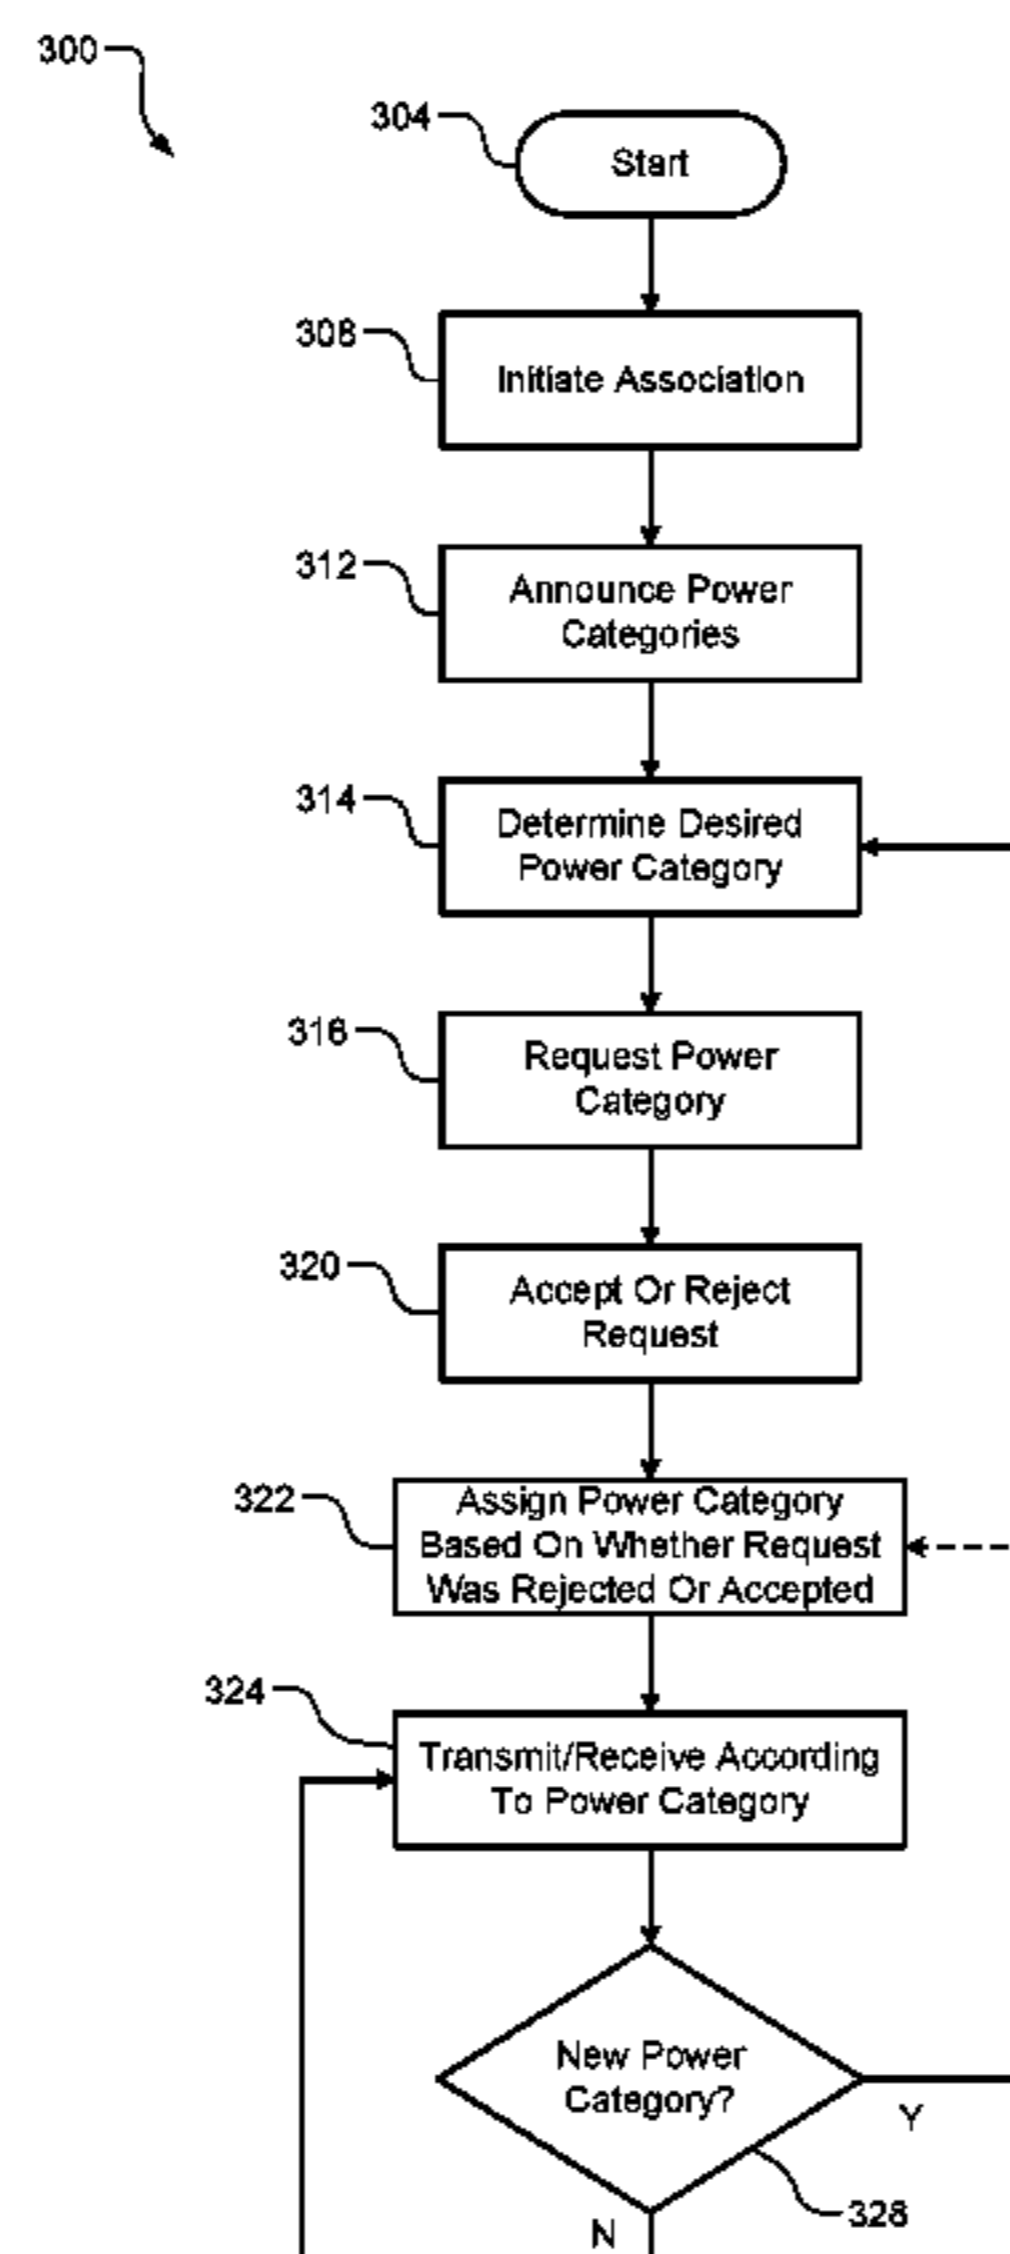 300
304
Start
308
Initiate Association
312
Announce Power
Categories
314
Determine Desired
Power Category
316
Request Power
Category
320
Accept Or Reject
Request
322
Assign Power Category
Based On Whether Request
Was Rejected Or Accepted
324
Transmit/Receive According
To Power Category
New Power
Category?
Y
328
N